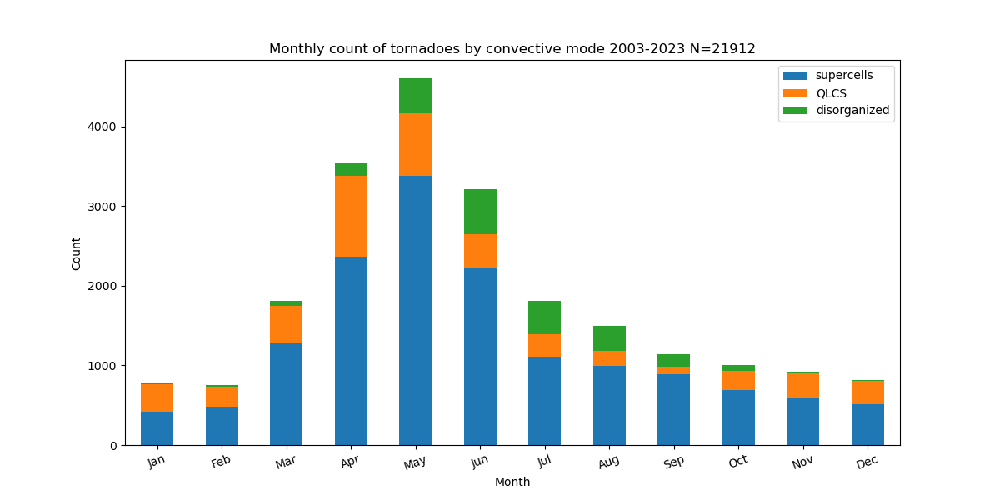 Monthly count of tornadoes by convective mode 2003-2023 N=21912
supercells
QLCS
disorganized
4000
3000
2000
1000
0
Count
Jan Feb Mar Apr May Jun Jul Aug Sep Oct Nov Dec
Month